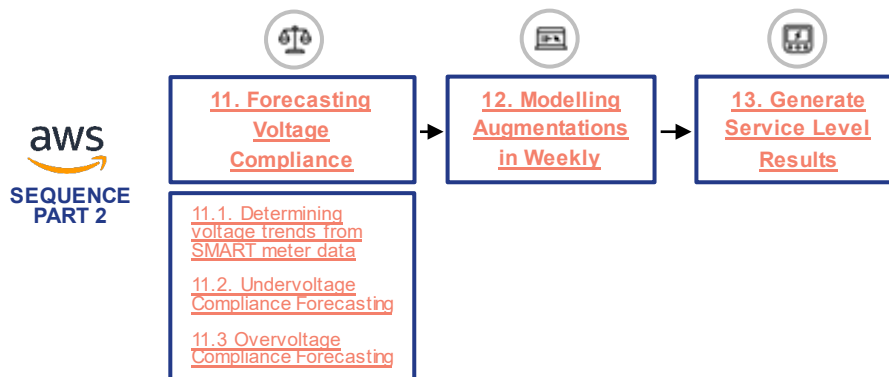 aws
SEQUENCE
PART 2
11. Forecasting
Voltage
Compliance
12. Modelling
Augmentations
in Weekly
13. Generate
Service Level
Results
11.1. Determining
voltage trends from
SMART meter data
11.2. Undervoltage
Compliance Forecasting
11.3 Overvoltage
Compliance Forecasting